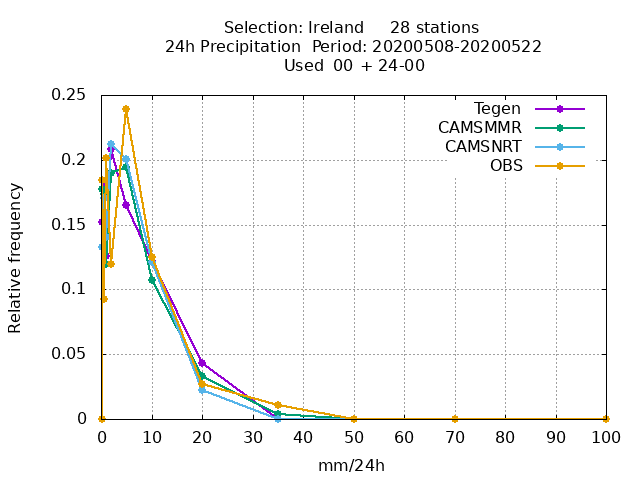 Selection: Ireland 28 stations
24h Precipitation Period: 20200508-20200522
Used 00 + 24-00
0.25
0.2
0.15
0.1
0.05
0
Relative frequency
Tegen
CAMSMMR
CAMSNRT
OBS
0 10 20 30 40 50 60 70 80 90 100
mm/24h